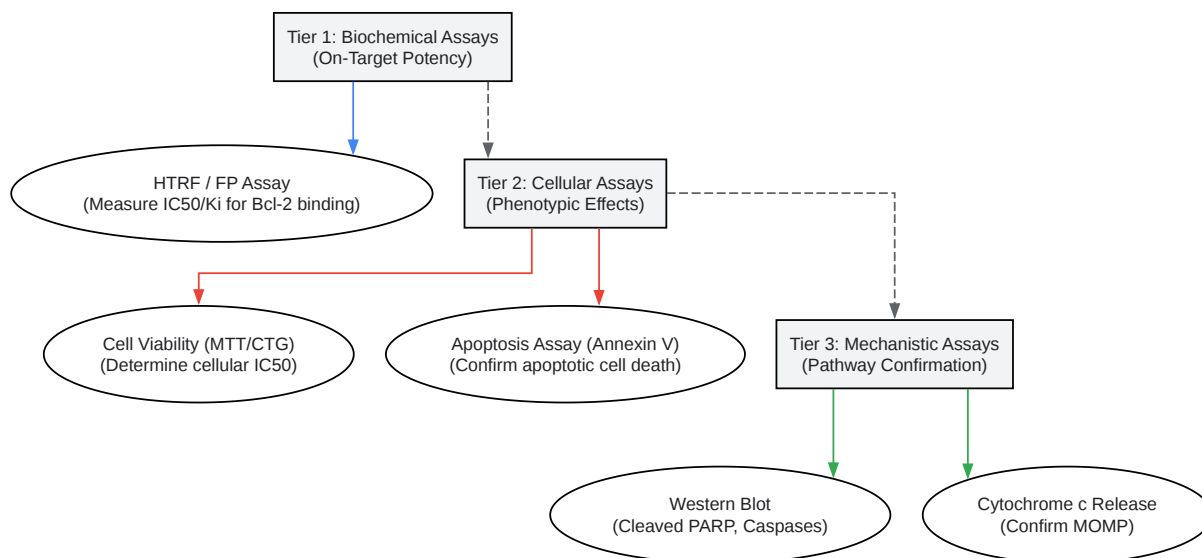 Tier 1: Biochemical Assays
(On-Target Potency)
HTRF / FP Assay
(Measure IC50/Ki for Bcl-2 binding)
Tier 2: Cellular Assays
(Phenotypic Effects)
Cell Viability (MTT/CTG)
(Determine cellular IC50)
Apoptosis Assay (Annexin V)
(Confirm apoptotic cell death)
Tier 3: Mechanistic Assays
(Pathway Confirmation)
Western Blot
(Cleaved PARP, Caspases)
Cytochrome c Release
(Confirm MOMP)